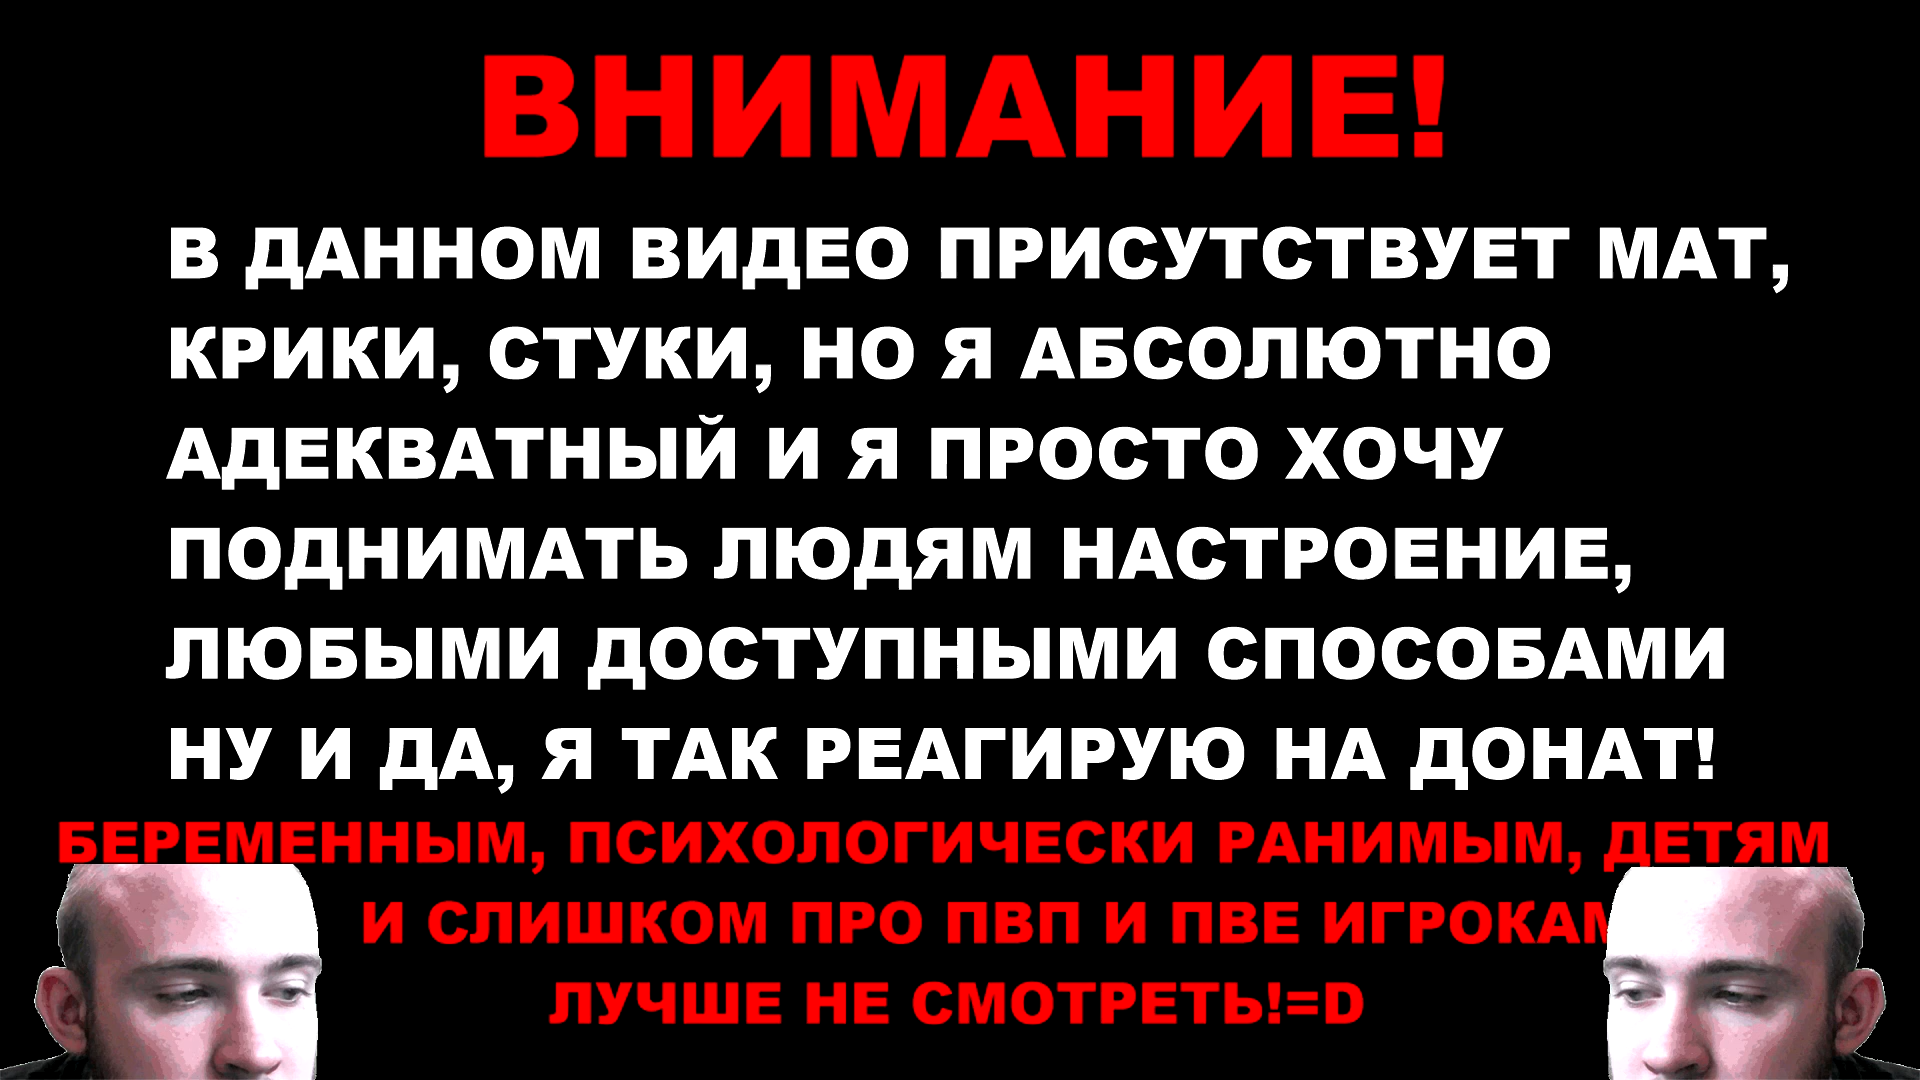 ВНИМАНИЕ!
В ДАННОМ ВИДЕО ПРИСУТСТВУЕТ МАТ,
КРИКИ, СТУКИ, НО Я АБСОЛЮТНО
АДЕКВАТНЫЙ И Я ПРОСТО ХОЧУ
ПОДНИМАТЬ ЛЮДЯМ НАСТРОЕНИЕ,
ЛЮБЫМИ ДОСТУПНЫМИ СПОСОБАМИ
НУ И ДА, Я ТАК РЕАГИРУЮ НА ДОНАТ!
БЕРЕМЕННЫМ, ПСИХОЛОГИЧЕСКИ РАНИМЫМ, ДЕТЯМ
И СЛИШКОМ ПРО ПВП И ПВЕ ИГРОКАМ
ЛУЧШЕ НЕ СМОТРЕТЬ!=D